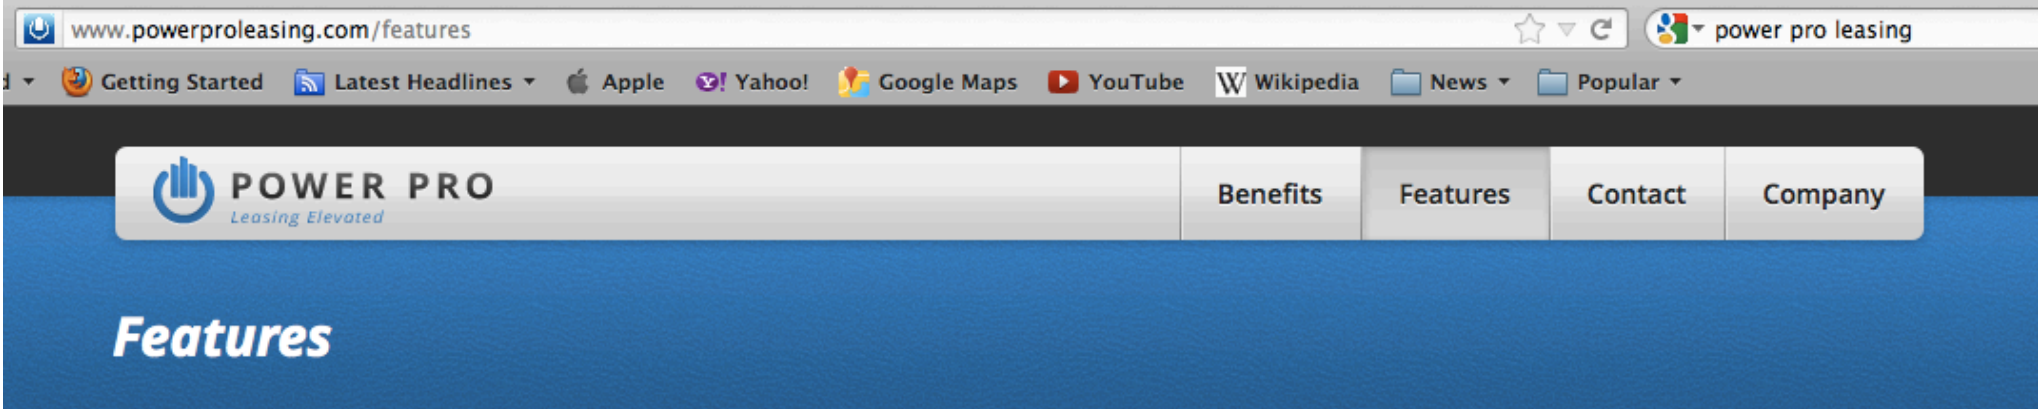 www.powerproleasing.com/features power pro leasing
Getting Started Latest Headlines Apple Yahoo! Google Maps YouTube Wikipedia News Popular
POWER PRO
Leasing Elevated
Benefits Features Contact Company
Features